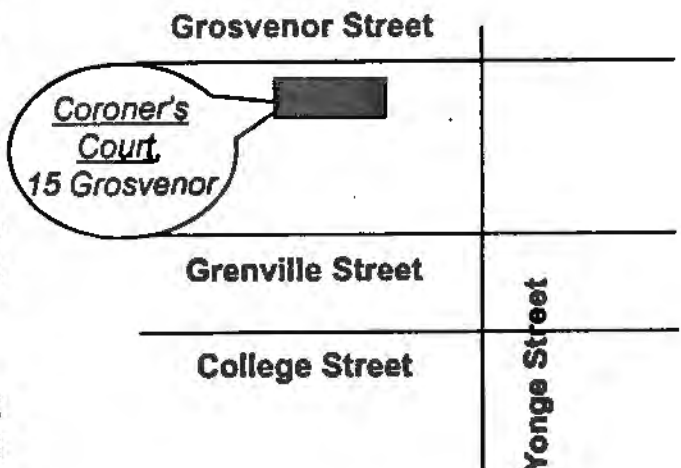 Grosvenor Street
Coroner's
Court,
15 Grosvenor
Grenville Street
College Street
Yonge Street